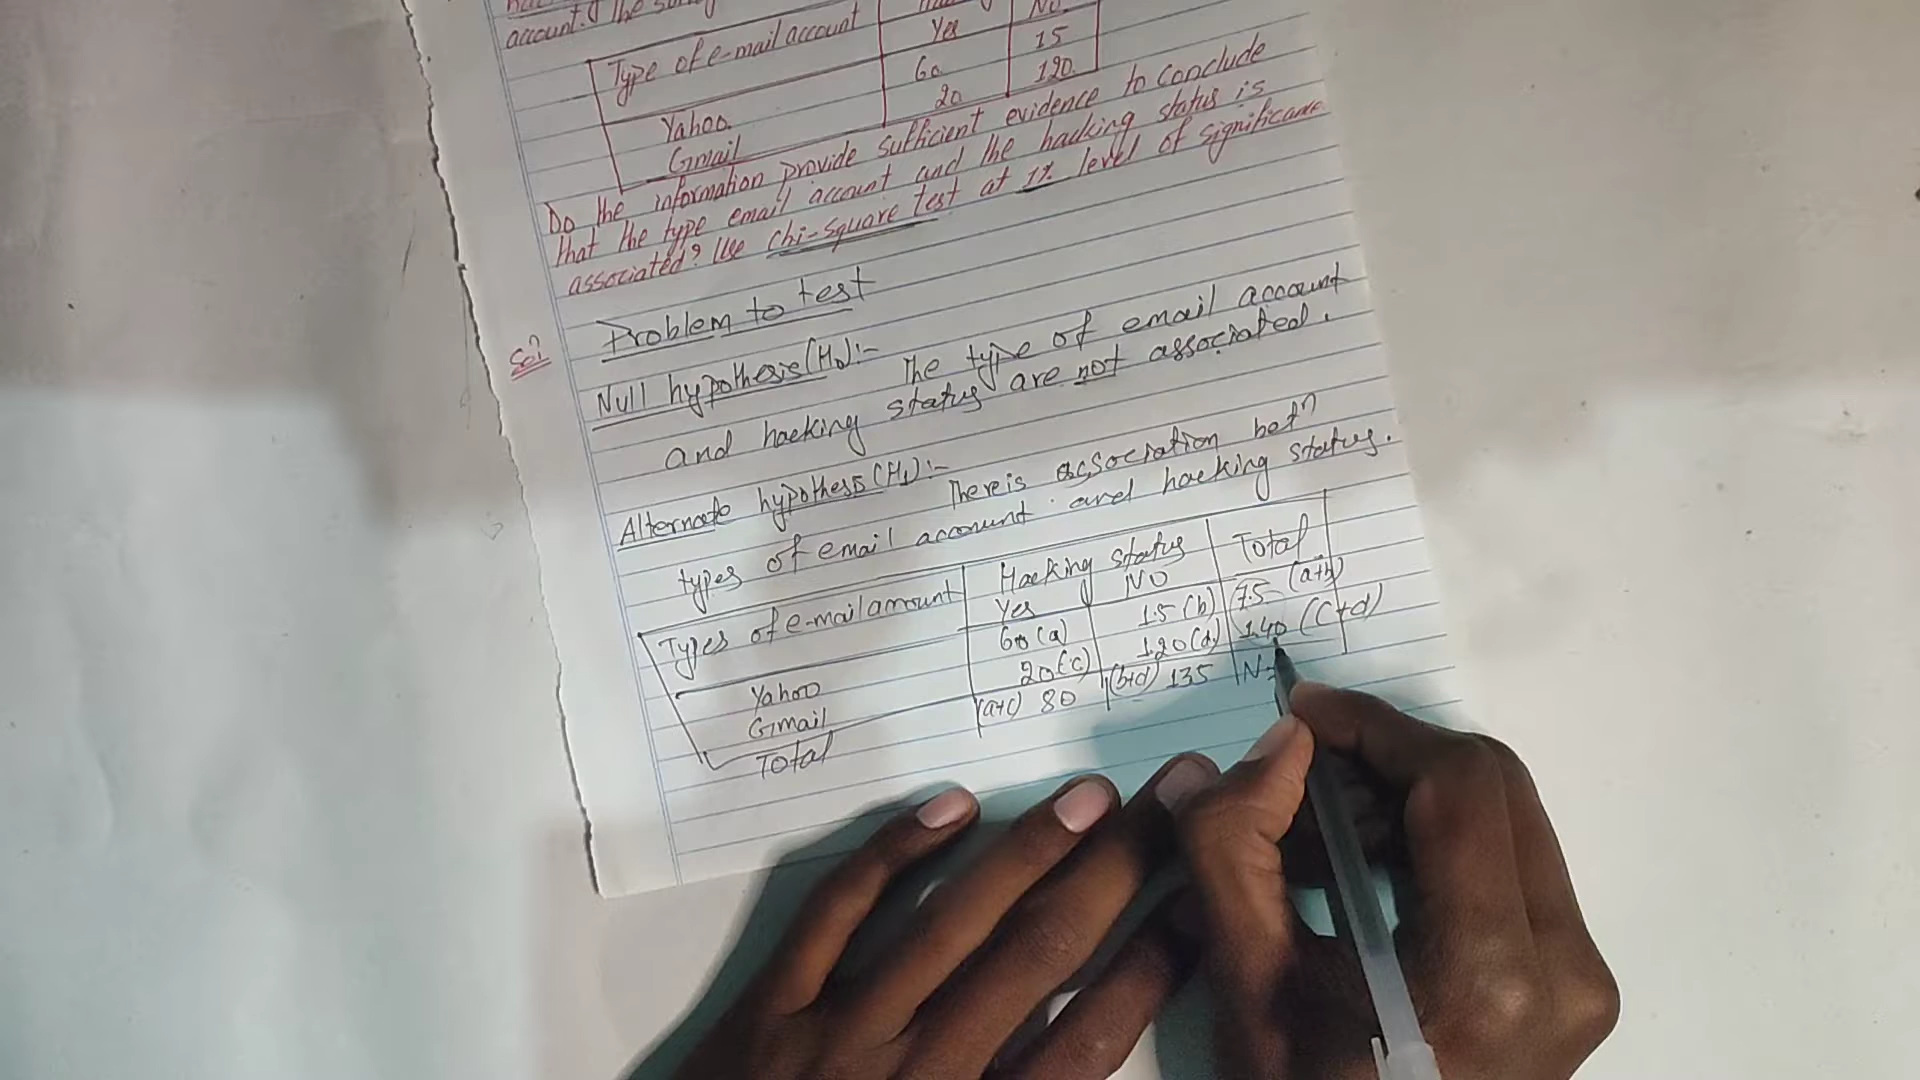 account. The
Type of e-mail account
Yes
No
60
15
20
120
Yahoo
Gmail
Do the information provide sufficient evidence to conclude
that the type email account and the hacking status is
associated? Use Chi-Square test at 1% level of significance
Sol?
Problem to test
Null hypothesis (H₀):- The type of email account
and hacking status are not associated.
Alternate hypothesis (H₁):- There is association betⁿ
types of email account and hacking status.
Types of e-mail amount
Hacking status
Total
Yes
NO
Yahoo
60 (a)
15 (b)
75 (a+b)
Gmail
20 (c)
120 (d)
140 (c+d)
Total
(a+c) 80
(b+d) 135
N=